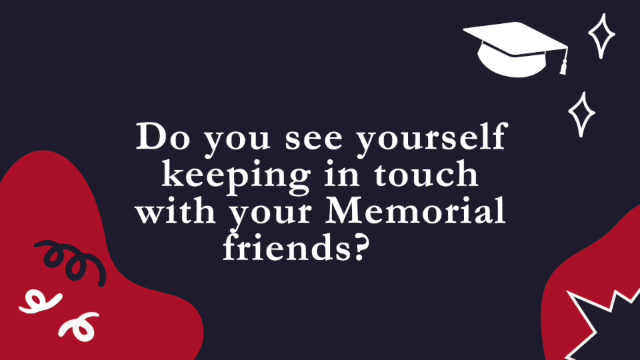 Do you see yourself
keeping in touch
with your Memorial
friends?